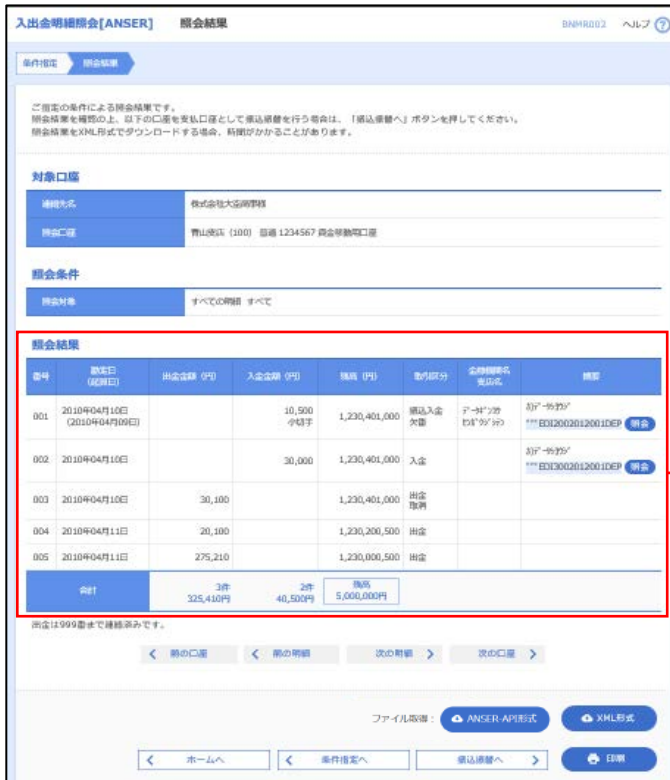 入出金明細照会[ANSER] 照会結果 BNMR002 ヘルプ ?
条件指定 照会結果
ご指定の条件による照会結果です。
照会結果を確認の上、以下の口座を支払口座として振込振替を行う場合は、「振込振替へ」ボタンを押してください。
照会結果をXML形式でダウンロードする場合、時間がかかることがあります。
対象口座
連絡先名 株式会社大空商事様
照会口座 青山支店(100) 普通 1234567 資金移動用口座
照会条件
照会対象 すべての明細 すべて
照会結果
番号 勘定日 (起算日) 出金金額(円) 入金金額(円) 残高(円) 取引区分 金融機関名 支店名 摘要
001 2010年04月10日 (2010年04月09日) 10,500 小切手 1,230,401,000 振込入金 欠番 ***EDI2002012001DEP 照会
002 2010年04月10日 30,000 1,230,401,000 入金 ***EDI3002012001DEP 照会
003 2010年04月10日 30,100 1,230,401,000 出金 取消
004 2010年04月11日 20,100 1,230,200,500 出金
005 2010年04月11日 275,210 1,230,000,500 出金
合計 3件 325,410円 2件 40,500円 残高 5,000,000円
出金は999番まで連絡済みです。
前の口座 前の明細 次の明細 次の口座
ファイル取得: ANSER-API形式 XML形式
ホームへ 条件指定へ 振込振替へ 印刷